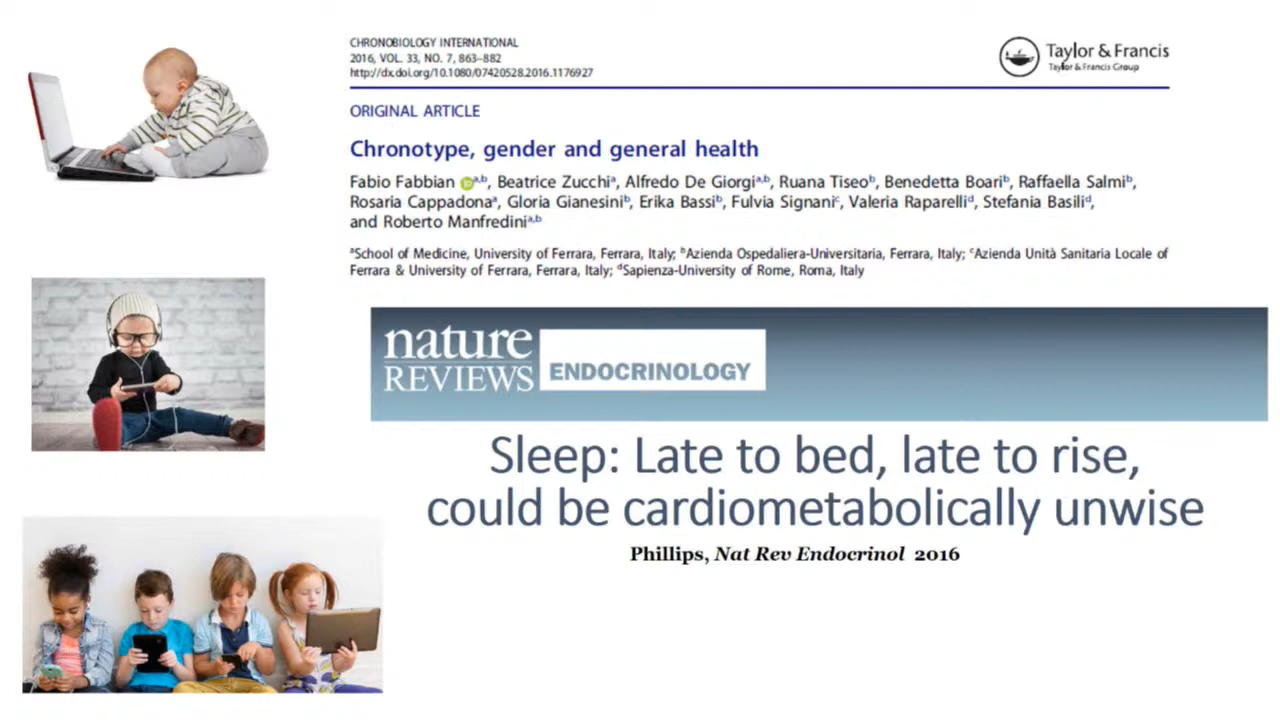 CHRONOBIOLOGY INTERNATIONAL
2016, VOL. 33, NO. 7, 863–882
http://dx.doi.org/10.1080/07420528.2016.1176927
Taylor & Francis
Taylor & Francis Group
ORIGINAL ARTICLE
Chronotype, gender and general health
Fabio Fabbian iD a,b, Beatrice Zucchi a, Alfredo De Giorgi a,b, Ruana Tiseo b, Benedetta Boari b, Raffaella Salmi b,
Rosaria Cappadona a, Gloria Gianesini b, Erika Bassi b, Fulvia Signani c, Valeria Raparelli d, Stefania Basili d,
and Roberto Manfredini a,b
a School of Medicine, University of Ferrara, Ferrara, Italy; b Azienda Ospedaliera-Universitaria, Ferrara, Italy; c Azienda Unità Sanitaria Locale of
Ferrara & University of Ferrara, Ferrara, Italy; d Sapienza-University of Rome, Roma, Italy
nature
REVIEWS ENDOCRINOLOGY
Sleep: Late to bed, late to rise,
could be cardiometabolically unwise
Phillips, Nat Rev Endocrinol 2016